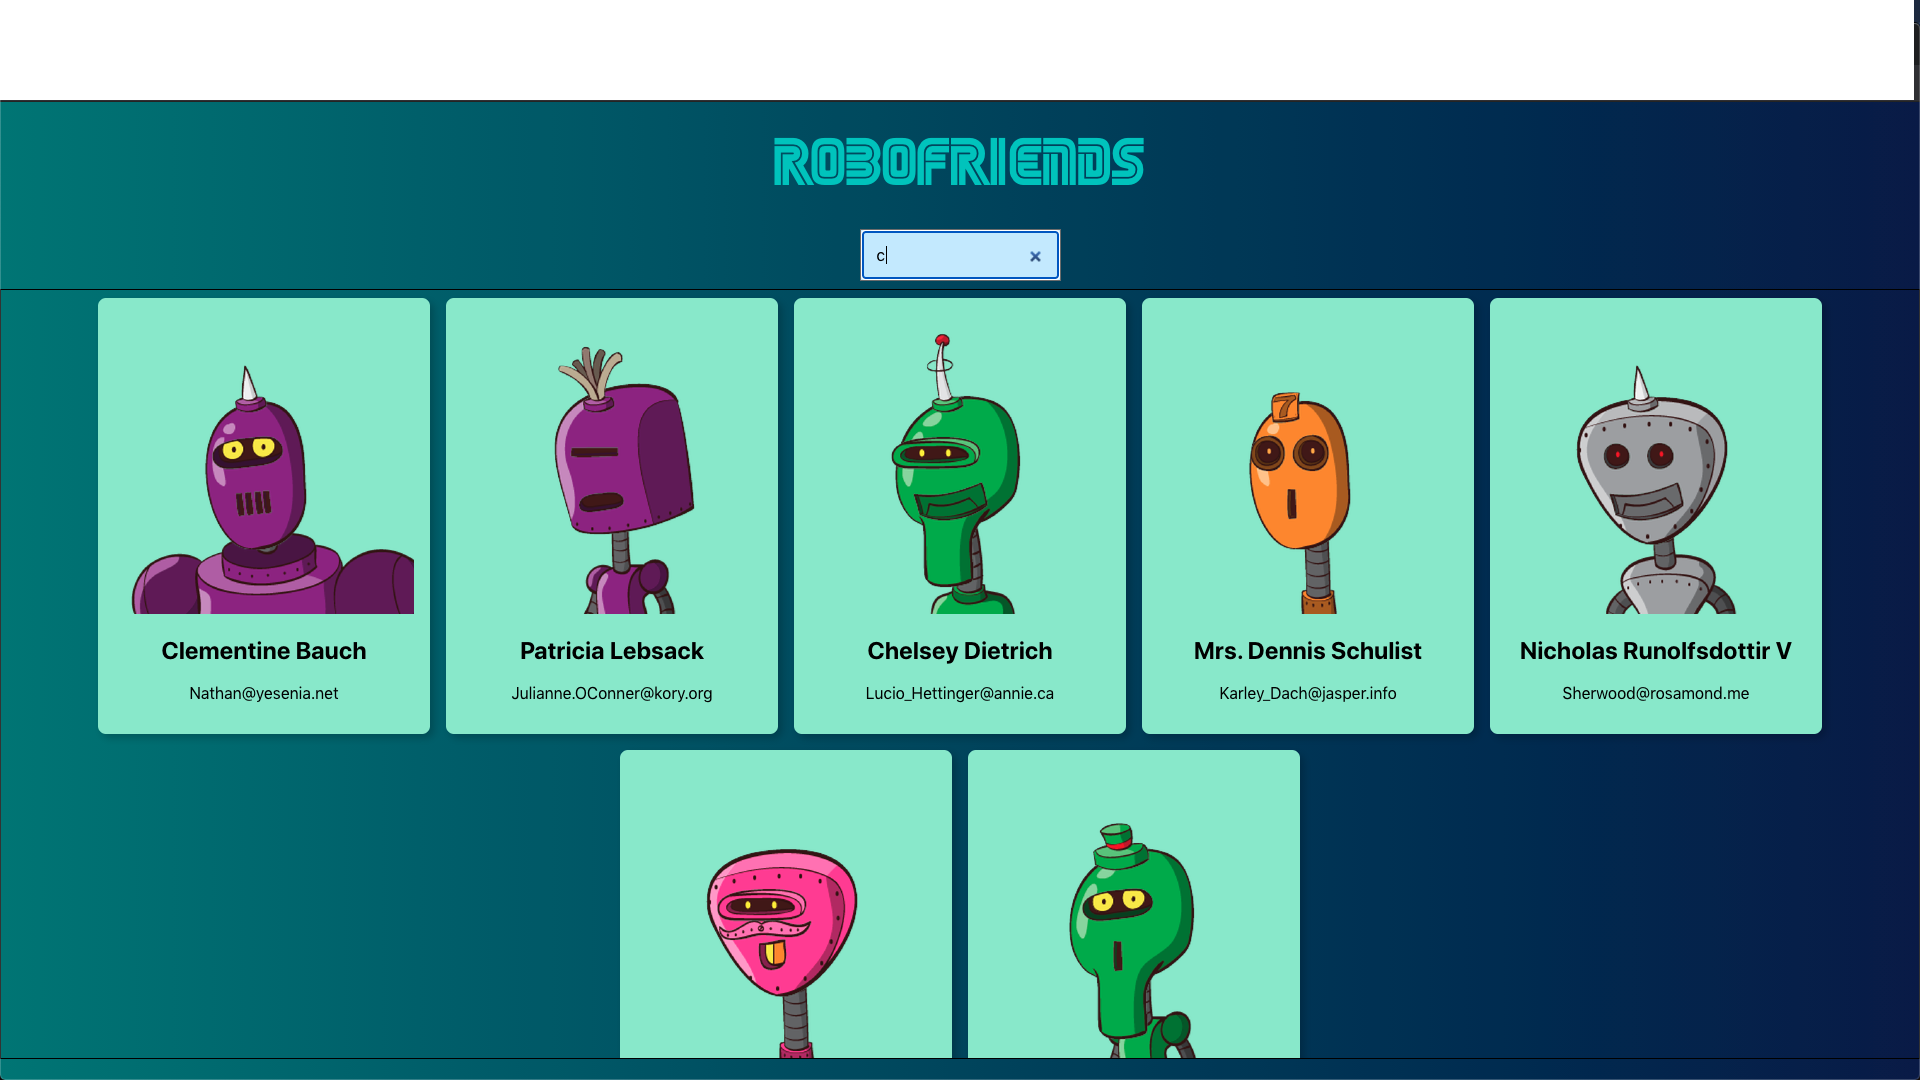 ROBOFRIENDS
c
7
Clementine Bauch
Nathan@yesenia.net
Patricia Lebsack
Julianne.OConner@kory.org
Chelsey Dietrich
Lucio_Hettinger@annie.ca
Mrs. Dennis Schulist
Karley_Dach@jasper.info
Nicholas Runolfsdottir V
Sherwood@rosamond.me